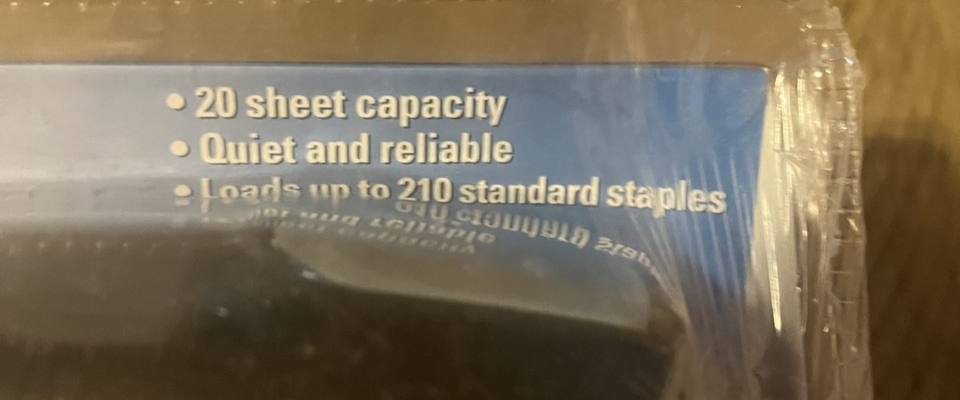 • 20 sheet capacity
• Quiet and reliable
• Loads up to 210 standard staples